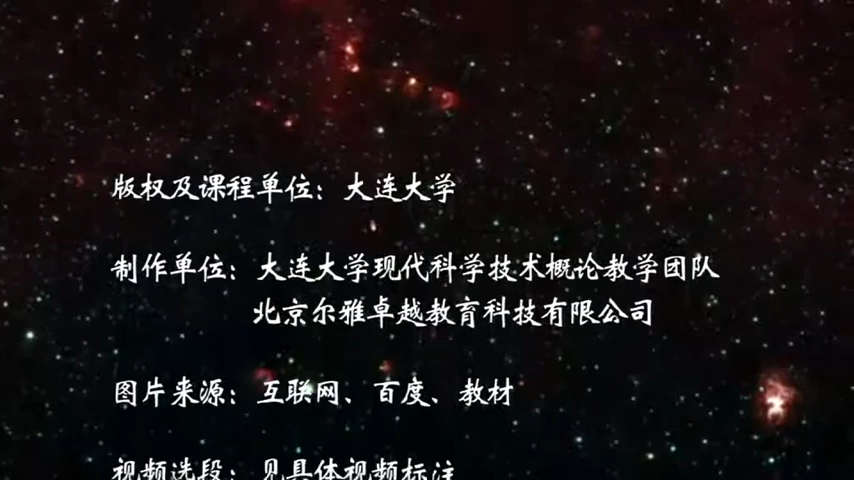 版权及课程单位：大连大学
制作单位：大连大学现代科学技术概论教学团队
北京尔雅卓越教育科技有限公司
图片来源：互联网、百度、教材
视频选段：见具体视频标注